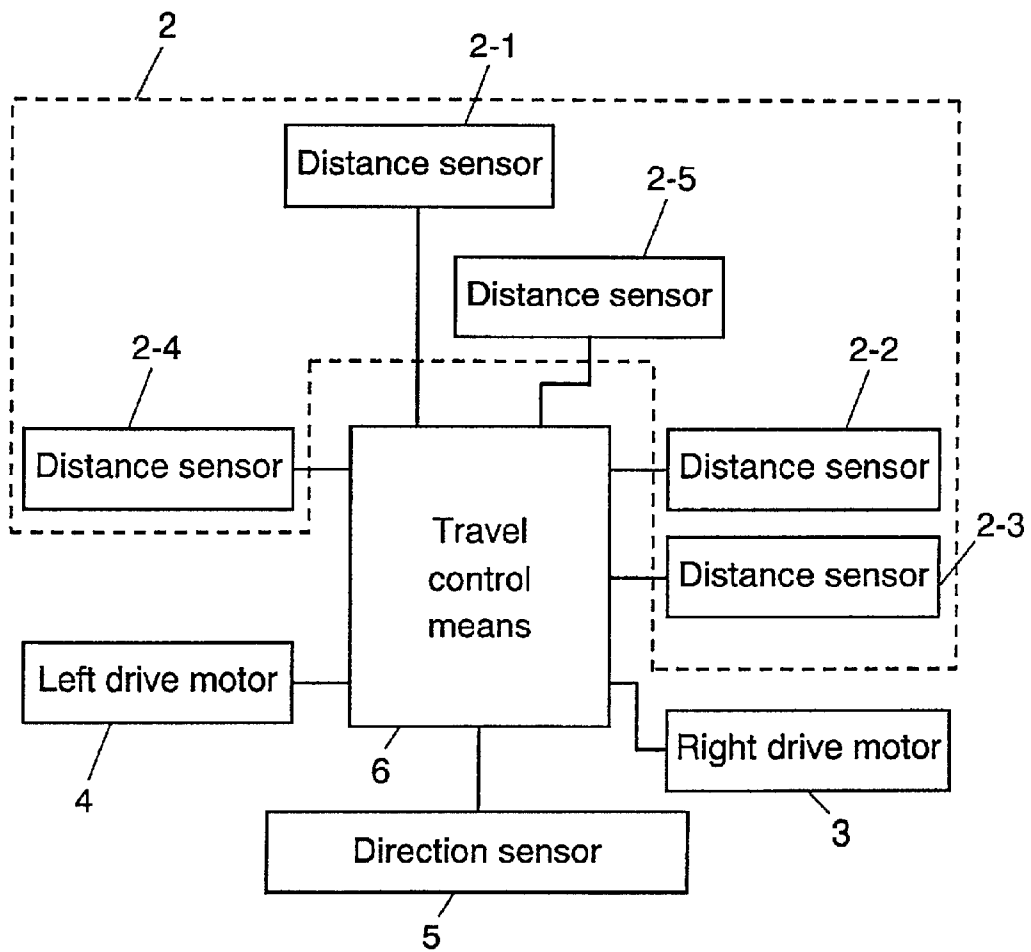 2
2-1
Distance sensor
2-5
Distance sensor
2-4
2-2
Distance sensor
Distance sensor
2-3
Distance sensor
Travel
control
means
Left drive motor
Right drive motor
6
4
3
Direction sensor
5